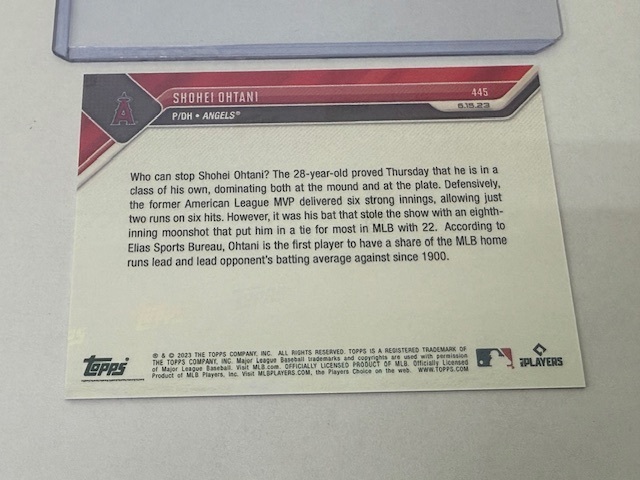 SHOHEI OHTANI
445
P/DH • ANGELS®
6.15.23
Who can stop Shohei Ohtani? The 28-year-old proved Thursday that he is in a
class of his own, dominating both at the mound and at the plate. Defensively,
the former American League MVP delivered six strong innings, allowing just
two runs on six hits. However, it was his bat that stole the show with an eighth-
inning moonshot that put him in a tie for most in MLB with 22. According to
Elias Sports Bureau, Ohtani is the first player to have a share of the MLB home
runs lead and lead opponent's batting average against since 1900.
Topps
® & © 2023 THE TOPPS COMPANY, INC. ALL RIGHTS RESERVED. TOPPS IS A REGISTERED TRADEMARK OF
THE TOPPS COMPANY, INC. Major League Baseball trademarks and copyrights are used with permission
of Major League Baseball. Visit MLB.com. OFFICIALLY LICENSED PRODUCT OF MLB. Officially Licensed
Product of MLB Players, Inc. Visit MLBPLAYERS.COM, the Players Choice on the web. WWW.TOPPS.COM
PLAYERS